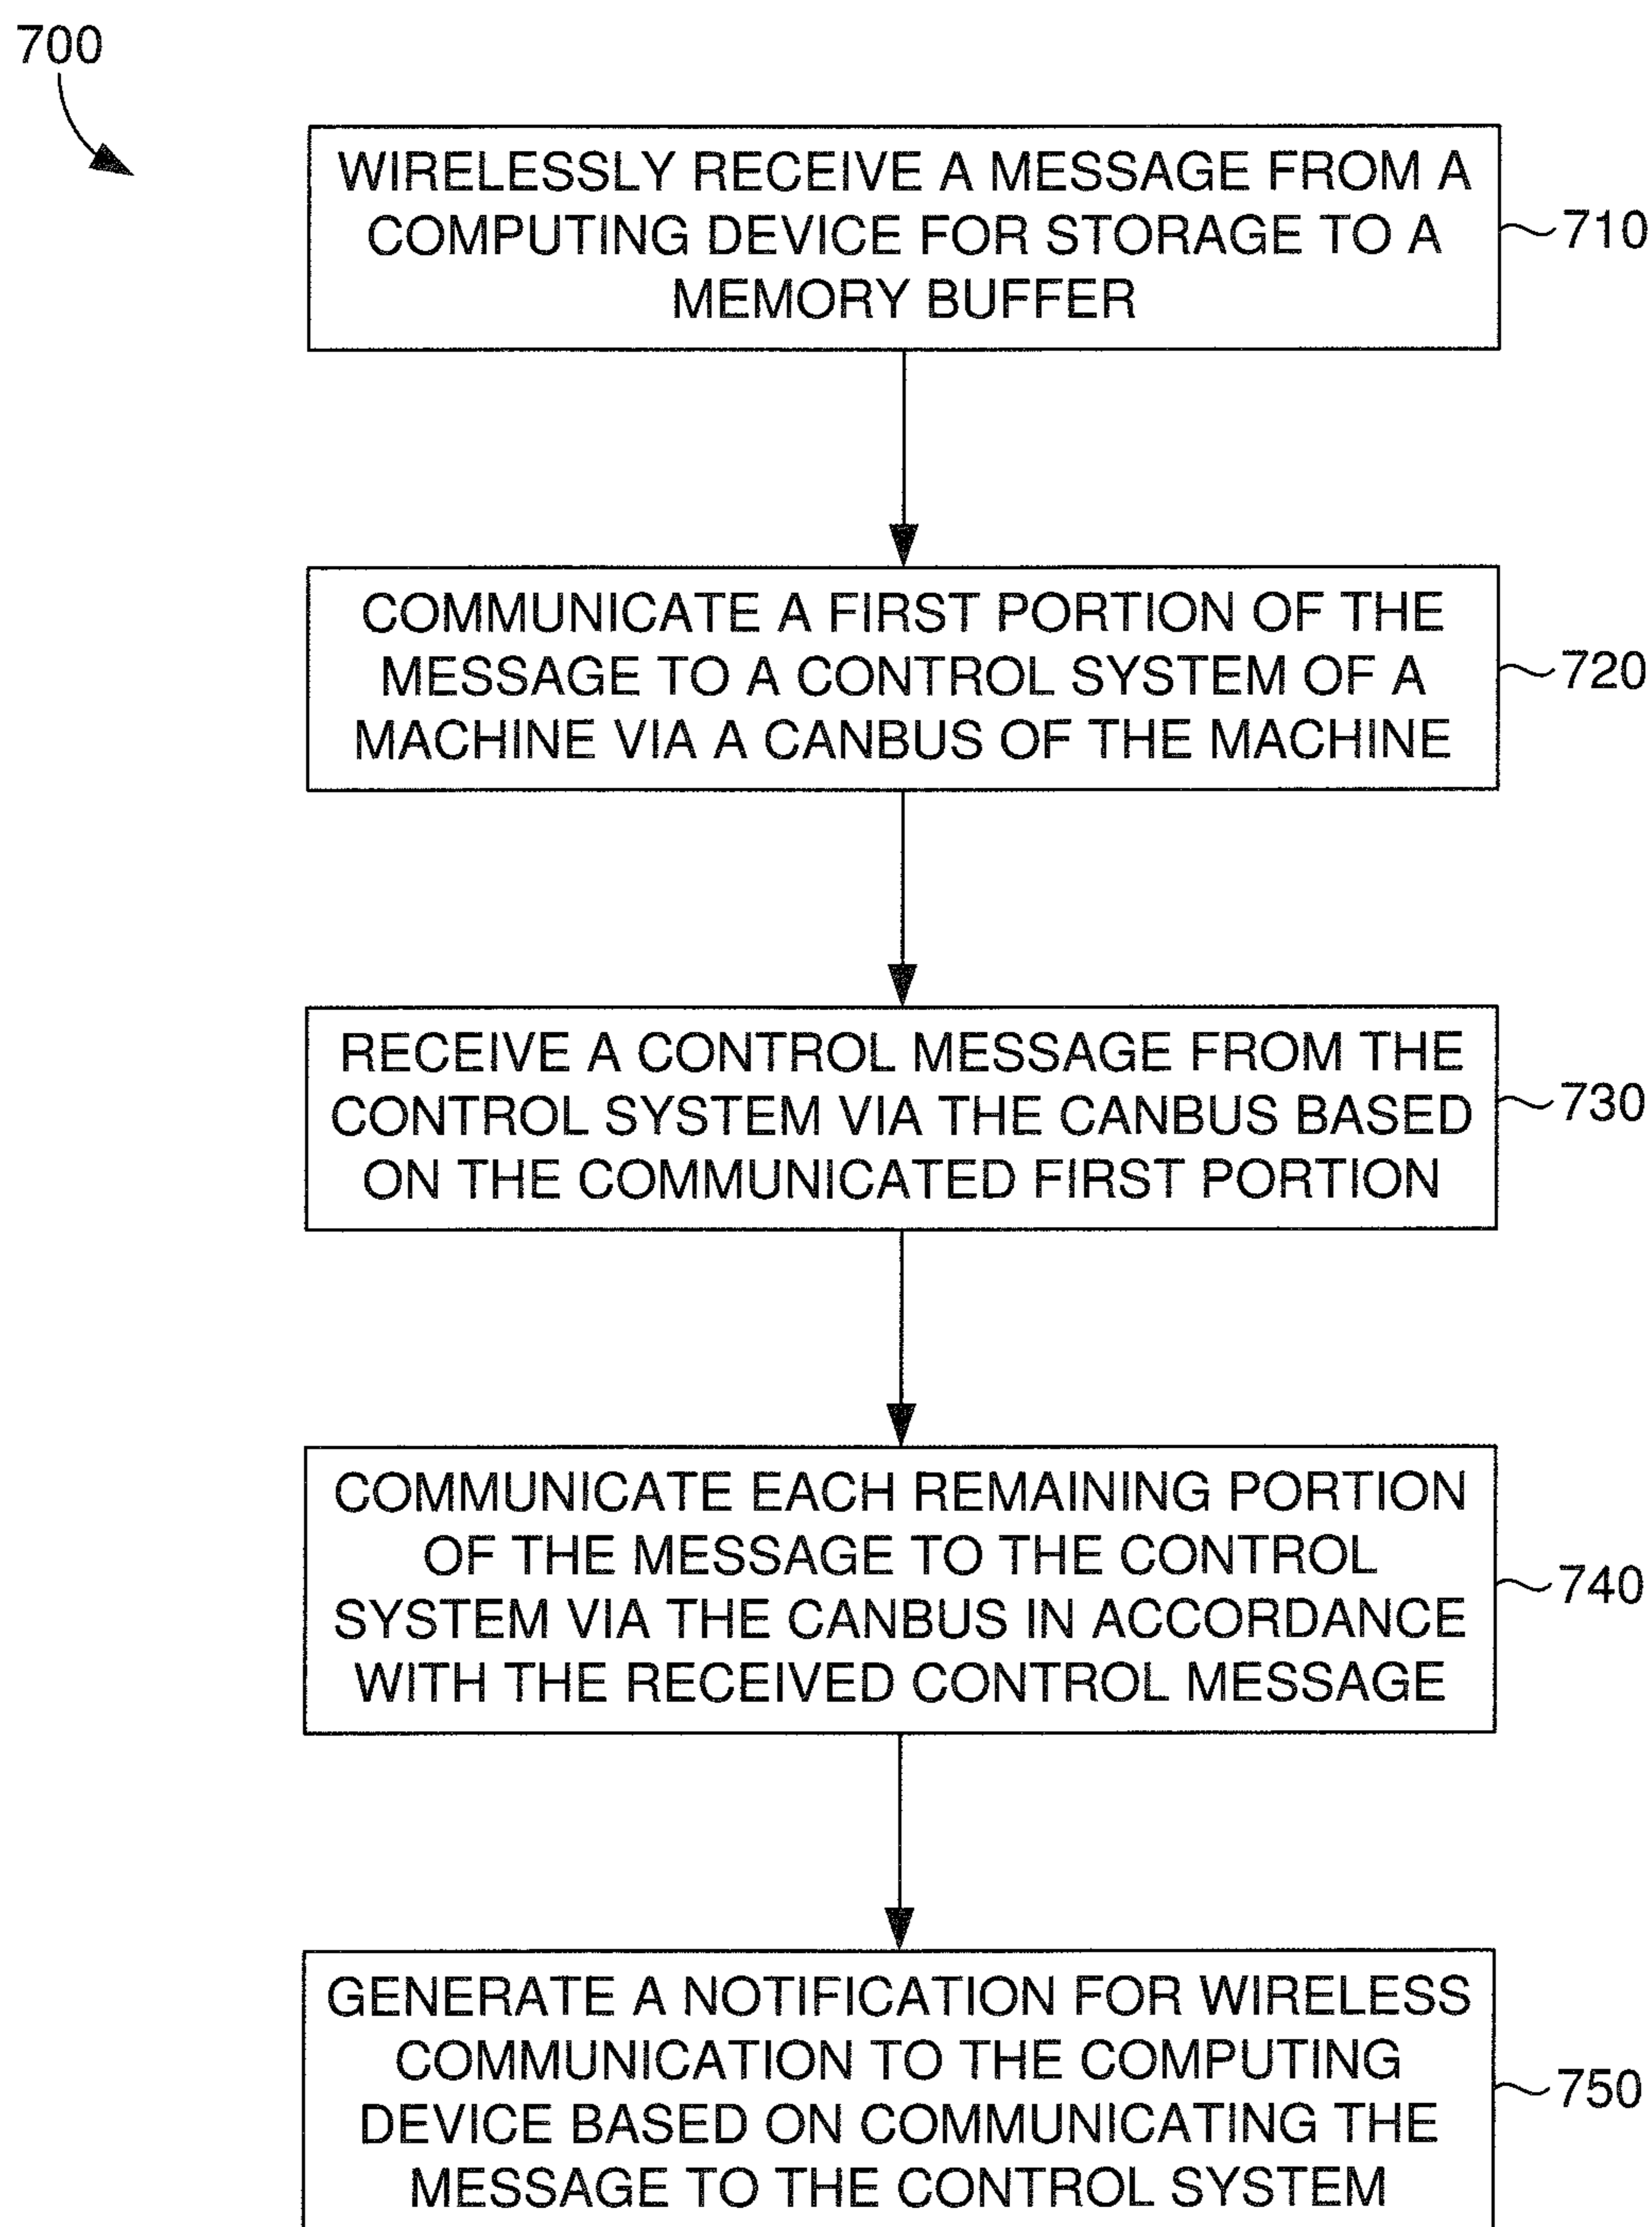 700
WIRELESSLY RECEIVE A MESSAGE FROM A
COMPUTING DEVICE FOR STORAGE TO A
MEMORY BUFFER
710
COMMUNICATE A FIRST PORTION OF THE
MESSAGE TO A CONTROL SYSTEM OF A
MACHINE VIA A CANBUS OF THE MACHINE
720
RECEIVE A CONTROL MESSAGE FROM THE
CONTROL SYSTEM VIA THE CANBUS BASED
ON THE COMMUNICATED FIRST PORTION
730
COMMUNICATE EACH REMAINING PORTION
OF THE MESSAGE TO THE CONTROL
SYSTEM VIA THE CANBUS IN ACCORDANCE
WITH THE RECEIVED CONTROL MESSAGE
740
GENERATE A NOTIFICATION FOR WIRELESS
COMMUNICATION TO THE COMPUTING
DEVICE BASED ON COMMUNICATING THE
MESSAGE TO THE CONTROL SYSTEM
750